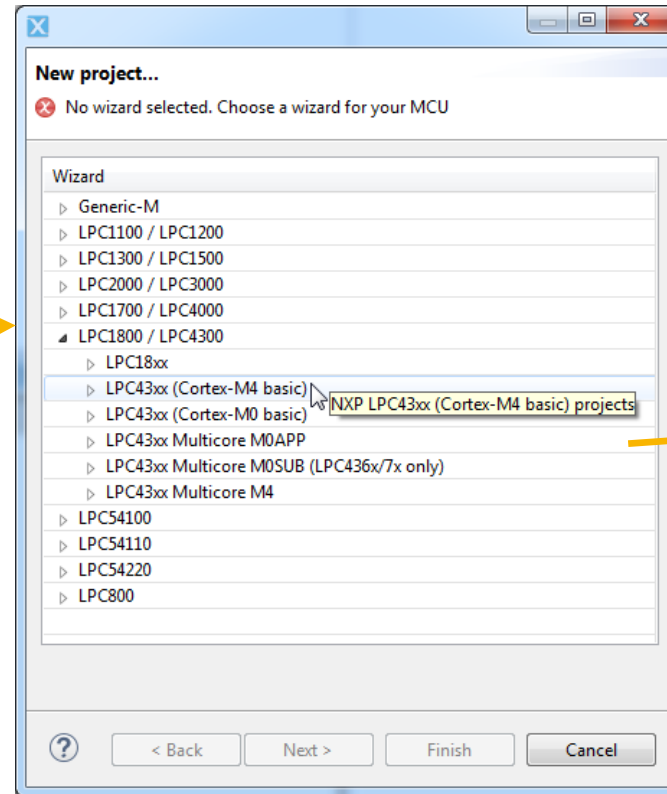 New project...
No wizard selected. Choose a wizard for your MCU
Wizard
Generic-M
LPC1100 / LPC1200
LPC1300 / LPC1500
LPC2000 / LPC3000
LPC1700 / LPC4000
LPC1800 / LPC4300
LPC18xx
LPC43xx (Cortex-M4 basic)
NXP LPC43xx (Cortex-M4 basic) projects
LPC43xx (Cortex-M0 basic)
LPC43xx Multicore M0APP
LPC43xx Multicore M0SUB (LPC436x/7x only)
LPC43xx Multicore M4
LPC54100
LPC54110
LPC54220
LPC800
? < Back Next > Finish Cancel